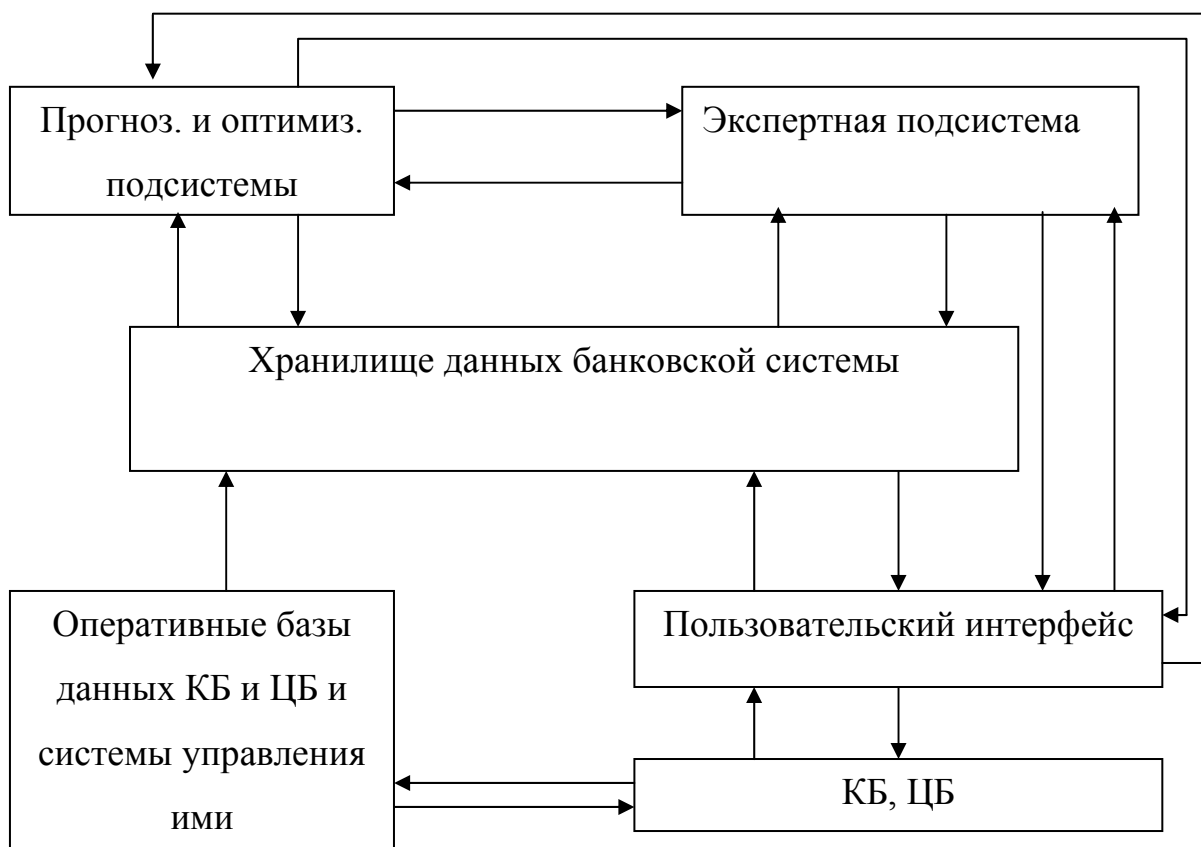 Прогноз. и оптимиз.
подсистемы
Экспертная подсистема
Хранилище данных банковской системы
Оперативные базы
данных КБ и ЦБ и
системы управления
ими
Пользовательский интерфейс
КБ, ЦБ